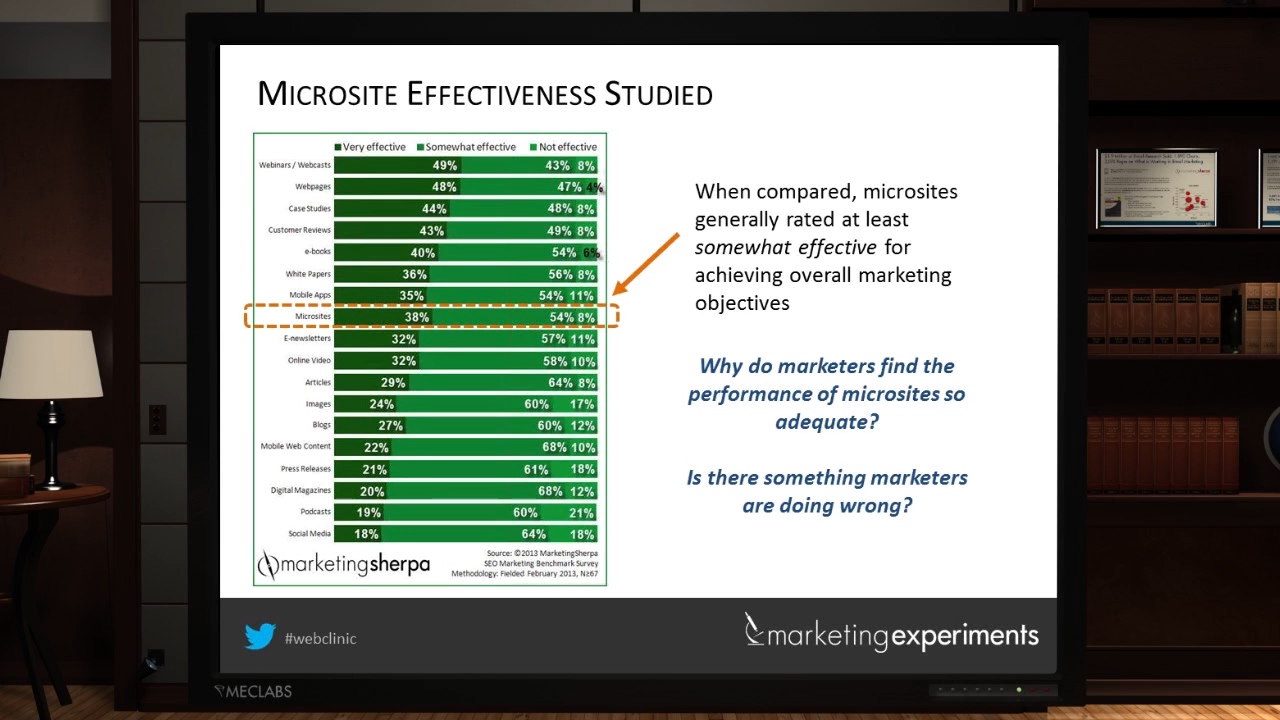 MICROSITE EFFECTIVENESS STUDIED
Very effective Somewhat effective Not effective
Webinars / Webcasts 49% 43% 8%
Webpages 48% 47% 4%
Case Studies 44% 48% 8%
Customer Reviews 43% 49% 8%
e-books 40% 54% 6%
White Papers 36% 56% 8%
Mobile Apps 35% 54% 11%
Microsites 38% 54% 8%
E-newsletters 32% 57% 11%
Online Video 32% 58% 10%
Articles 29% 64% 8%
Images 24% 60% 17%
Blogs 27% 60% 12%
Mobile Web Content 22% 68% 10%
Press Releases 21% 61% 18%
Digital Magazines 20% 68% 12%
Podcasts 19% 60% 21%
Social Media 18% 64% 18%
marketingsherpa
Source: ©2013 MarketingSherpa
SEO Marketing Benchmark Survey
Methodology: Fielded February 2013, N≥67
When compared, microsites
generally rated at least
somewhat effective for
achieving overall marketing
objectives
Why do marketers find the
performance of microsites so
adequate?
Is there something marketers
are doing wrong?
#webclinic
marketingexperiments
MECLABS